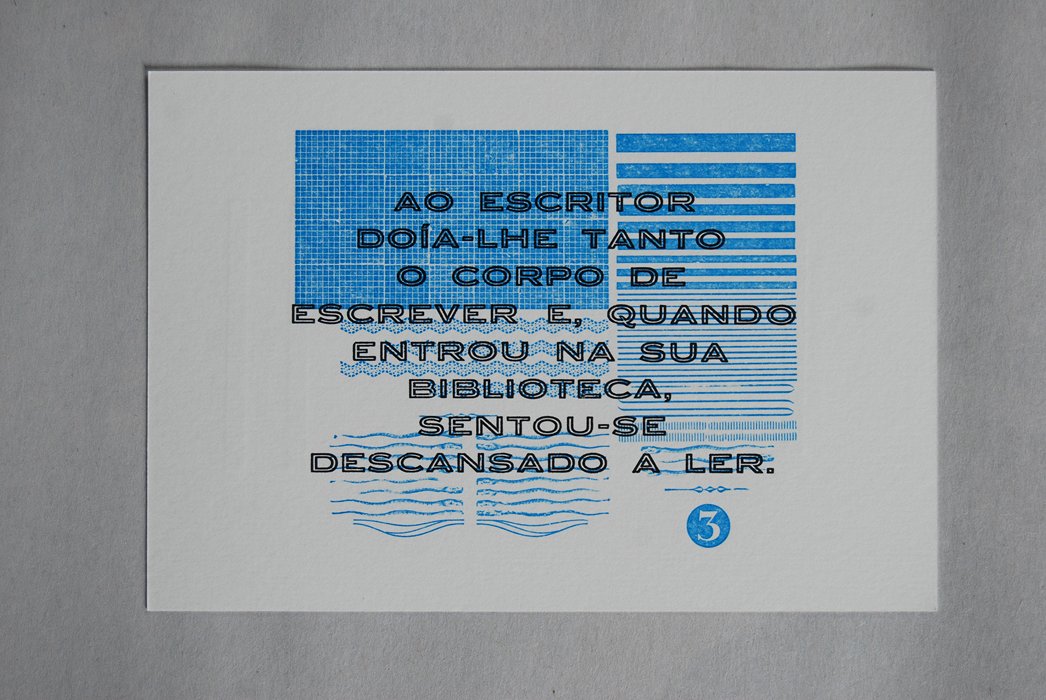 AO ESCRITOR
DOÍA-LHE TANTO
O CORPO DE
ESCREVER E, QUANDO
ENTROU NA SUA
BIBLIOTECA,
SENTOU-SE
DESCANSADO A LER.
3